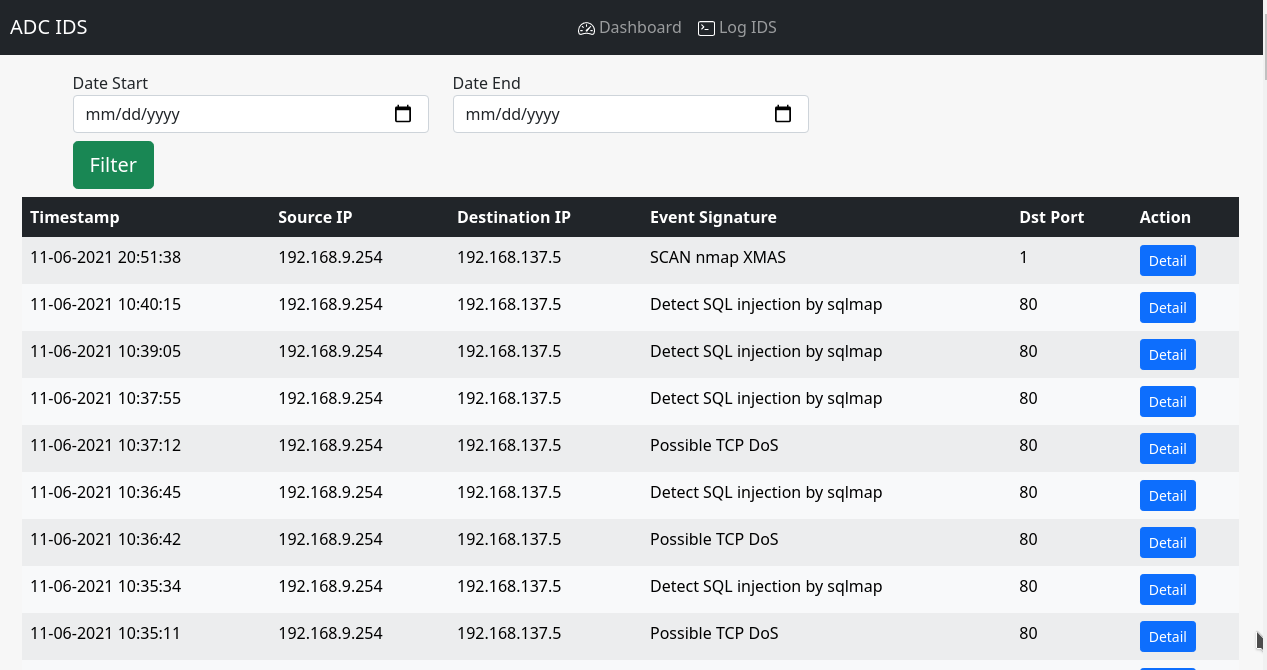 ADC IDS Dashboard Log IDS
Date Start Date End
mm/dd/yyyy mm/dd/yyyy
Filter
Timestamp Source IP Destination IP Event Signature Dst Port Action
11-06-2021 20:51:38 192.168.9.254 192.168.137.5 SCAN nmap XMAS 1 Detail
11-06-2021 10:40:15 192.168.9.254 192.168.137.5 Detect SQL injection by sqlmap 80 Detail
11-06-2021 10:39:05 192.168.9.254 192.168.137.5 Detect SQL injection by sqlmap 80 Detail
11-06-2021 10:37:55 192.168.9.254 192.168.137.5 Detect SQL injection by sqlmap 80 Detail
11-06-2021 10:37:12 192.168.9.254 192.168.137.5 Possible TCP DoS 80 Detail
11-06-2021 10:36:45 192.168.9.254 192.168.137.5 Detect SQL injection by sqlmap 80 Detail
11-06-2021 10:36:42 192.168.9.254 192.168.137.5 Possible TCP DoS 80 Detail
11-06-2021 10:35:34 192.168.9.254 192.168.137.5 Detect SQL injection by sqlmap 80 Detail
11-06-2021 10:35:11 192.168.9.254 192.168.137.5 Possible TCP DoS 80 Detail